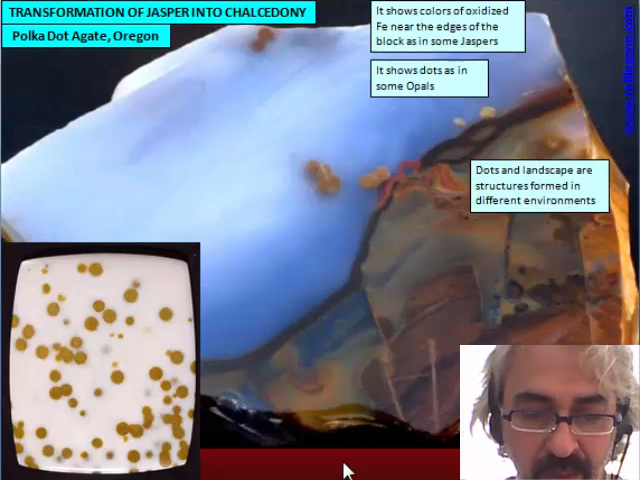 TRANSFORMATION OF JASPER INTO CHALCEDONY
Polka Dot Agate, Oregon
It shows colors of oxidized
Fe near the edges of the
block as in some Jaspers
It shows dots as in
some Opals
Dots and landscape are
structures formed in
different environments